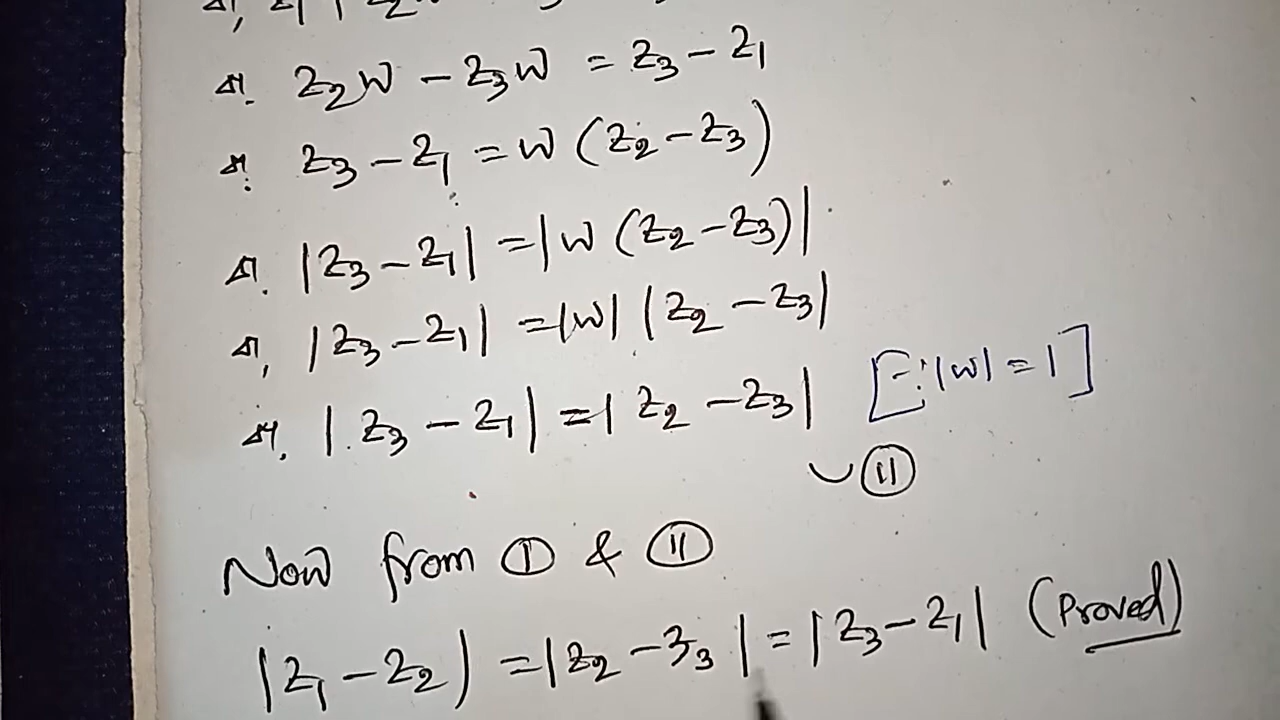 বা, z₂w − z₃w = z₃ − z₁
বা, z₃ − z₁ = w (z₂ − z₃)
বা, |z₃ − z₁| = |w (z₂ − z₃)|
বা, |z₃ − z₁| = |w| |z₂ − z₃|
বা, |z₃ − z₁| = |z₂ − z₃| [∵ |w| = 1]
(II)
Now from (I) & (II)
|z₁ − z₂| = |z₂ − z₃| = |z₃ − z₁| (Proved)